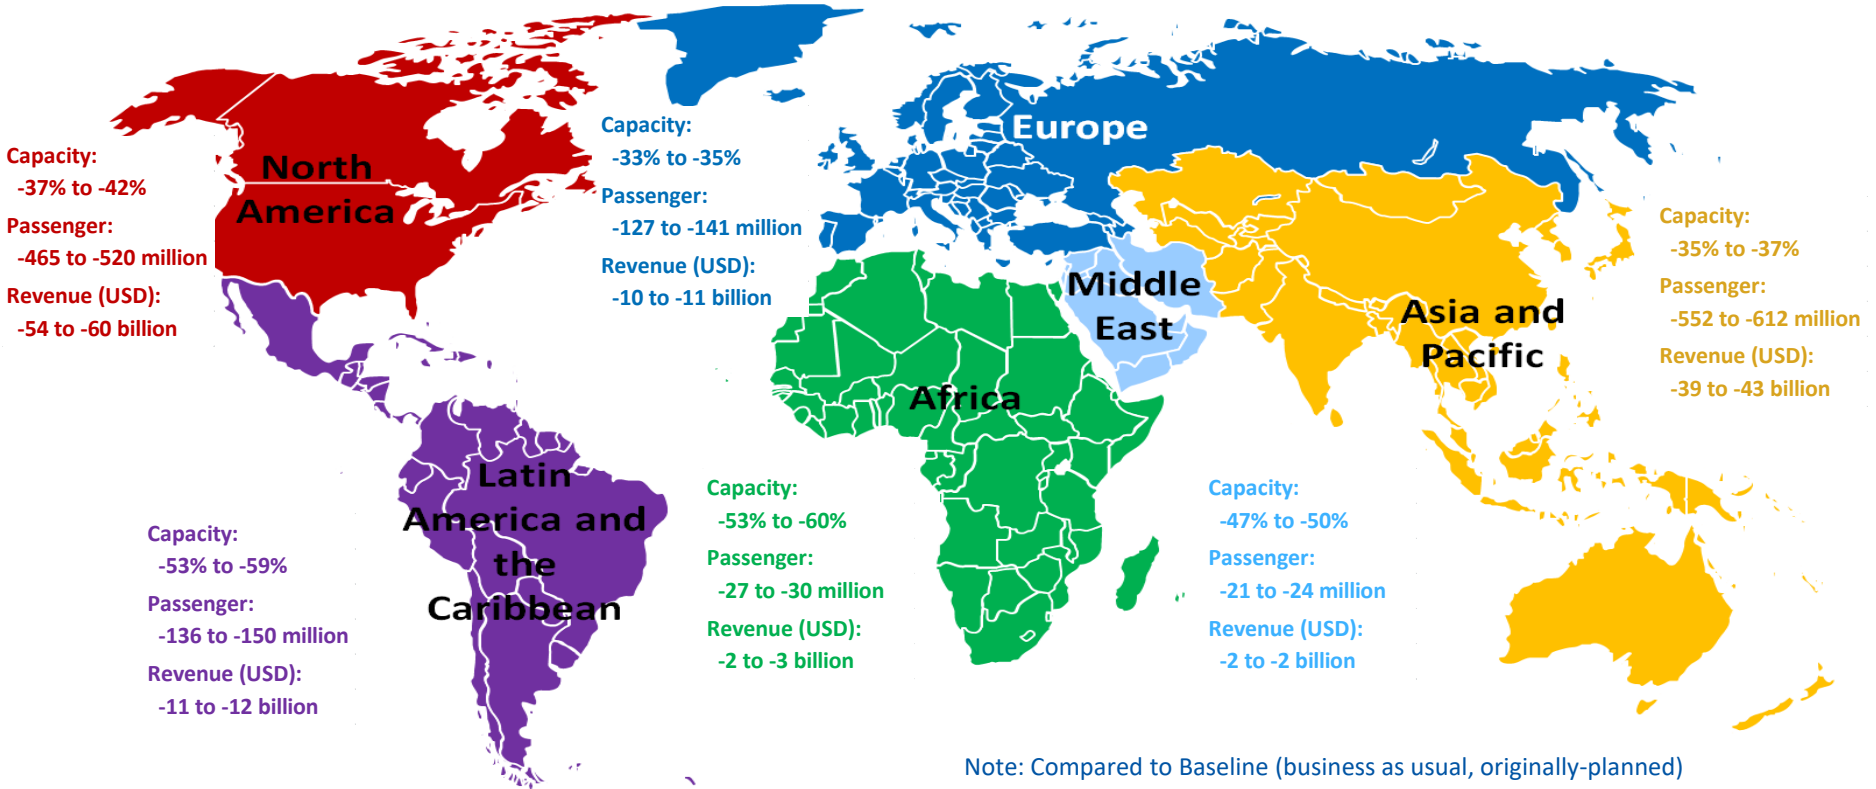 North
America
Capacity:
-37% to -42%
Passenger:
-465 to -520 million
Revenue (USD):
-54 to -60 billion
Europe
Capacity:
-33% to -35%
Passenger:
-127 to -141 million
Revenue (USD):
-10 to -11 billion
Asia and
Pacific
Capacity:
-35% to -37%
Passenger:
-552 to -612 million
Revenue (USD):
-39 to -43 billion
Latin
America and
the
Caribbean
Capacity:
-53% to -59%
Passenger:
-136 to -150 million
Revenue (USD):
-11 to -12 billion
Africa
Capacity:
-53% to -60%
Passenger:
-27 to -30 million
Revenue (USD):
-2 to -3 billion
Middle
East
Capacity:
-47% to -50%
Passenger:
-21 to -24 million
Revenue (USD):
-2 to -2 billion
Note: Compared to Baseline (business as usual, originally-planned)